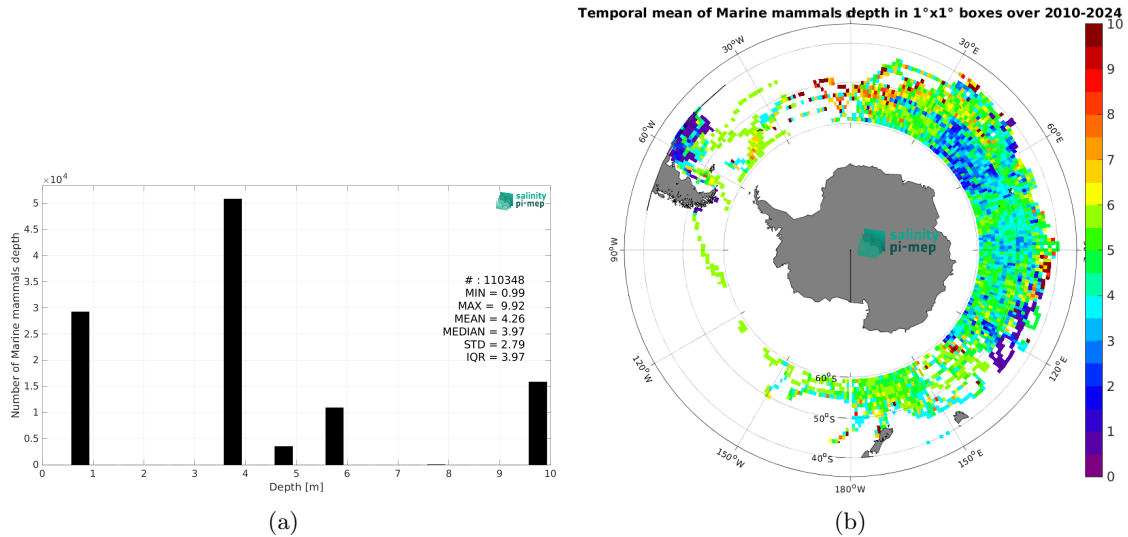 Temporal mean of Marine mammals depth in 1°x1° boxes over 2010-2024
×10⁴
5
4.5
4
3.5
3
2.5
2
1.5
1
0.5
0
Number of Marine mammals depth
salinity
pi-mep
# : 110348
MIN = 0.99
MAX = 9.92
MEAN = 4.26
MEDIAN = 3.97
STD = 2.79
IQR = 3.97
0 1 2 3 4 5 6 7 8 9 10
Depth [m]
(a)
30°W
30°E
60°W
60°E
90°W
120°W
120°E
150°W
150°E
180°W
60°S
50°S
40°S
salinity
pi-mep
10
9
8
7
6
5
4
3
2
1
0
(b)